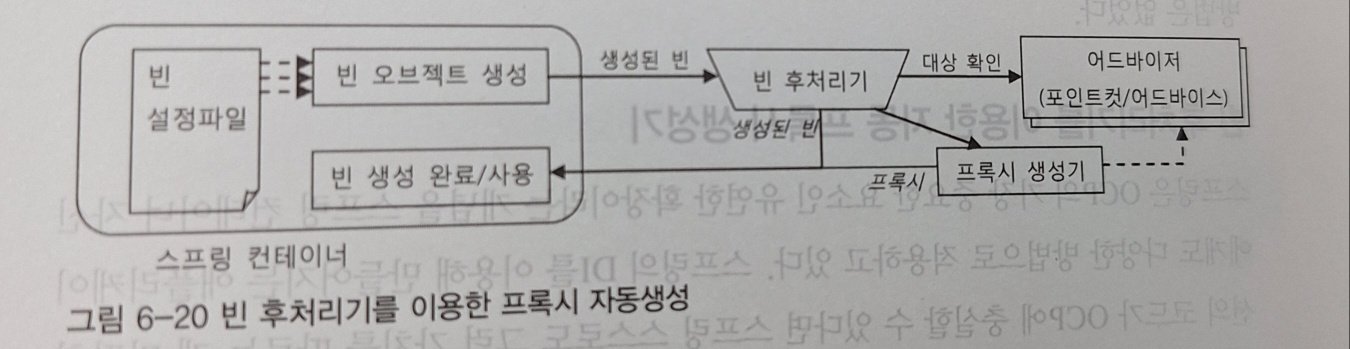 빈
설정파일
빈 오브젝트 생성
생성된 빈
빈 후처리기
대상 확인
어드바이저
(포인트컷/어드바이스)
생성된 빈
빈 생성 완료/사용
프록시
프록시 생성기
스프링 컨테이너
그림 6-20 빈 후처리기를 이용한 프록시 자동생성